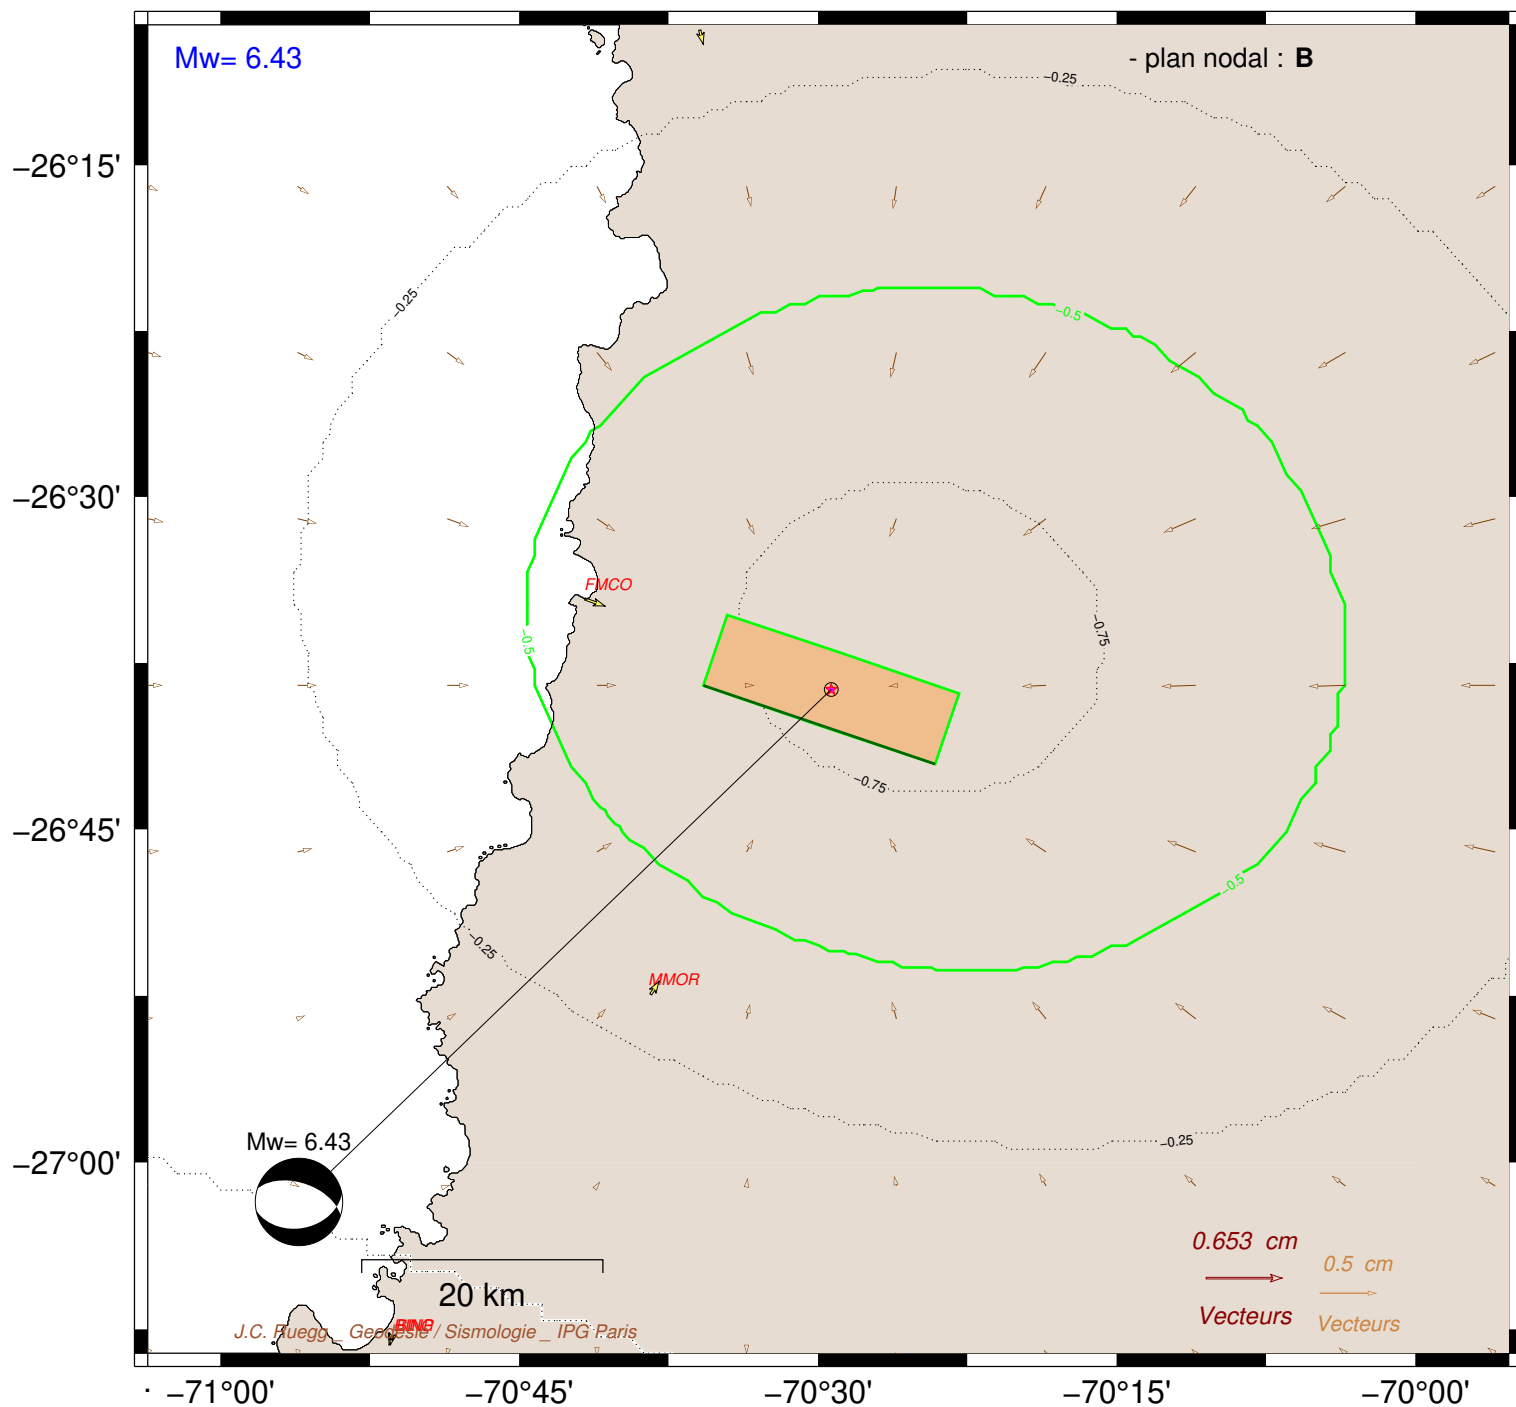 Mw= 6.43
- plan nodal : B
−0.25
−26°15'
−0.25
−0.5
−26°30'
FMCO
−0.5
−0.75
−0.75
−26°45'
−0.5
−0.25
MMOR
−27°00'
Mw= 6.43
−0.25
0.653 cm
Vecteurs
0.5 cm
Vecteurs
20 km
J.C. Ruegg _ Geodesie / Sismologie _ IPG Paris
−71°00'
−70°45'
−70°30'
−70°15'
−70°00'